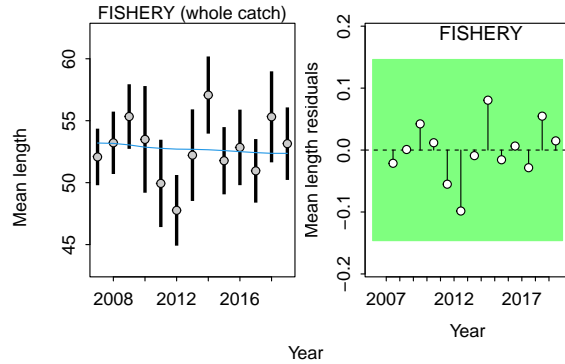 FISHERY (whole catch)
Mean length
60
55
50
45
2008 2012 2016
Year
FISHERY
Mean length residuals
0.2
0.1
0.0
−0.1
−0.2
2007 2012 2017
Year